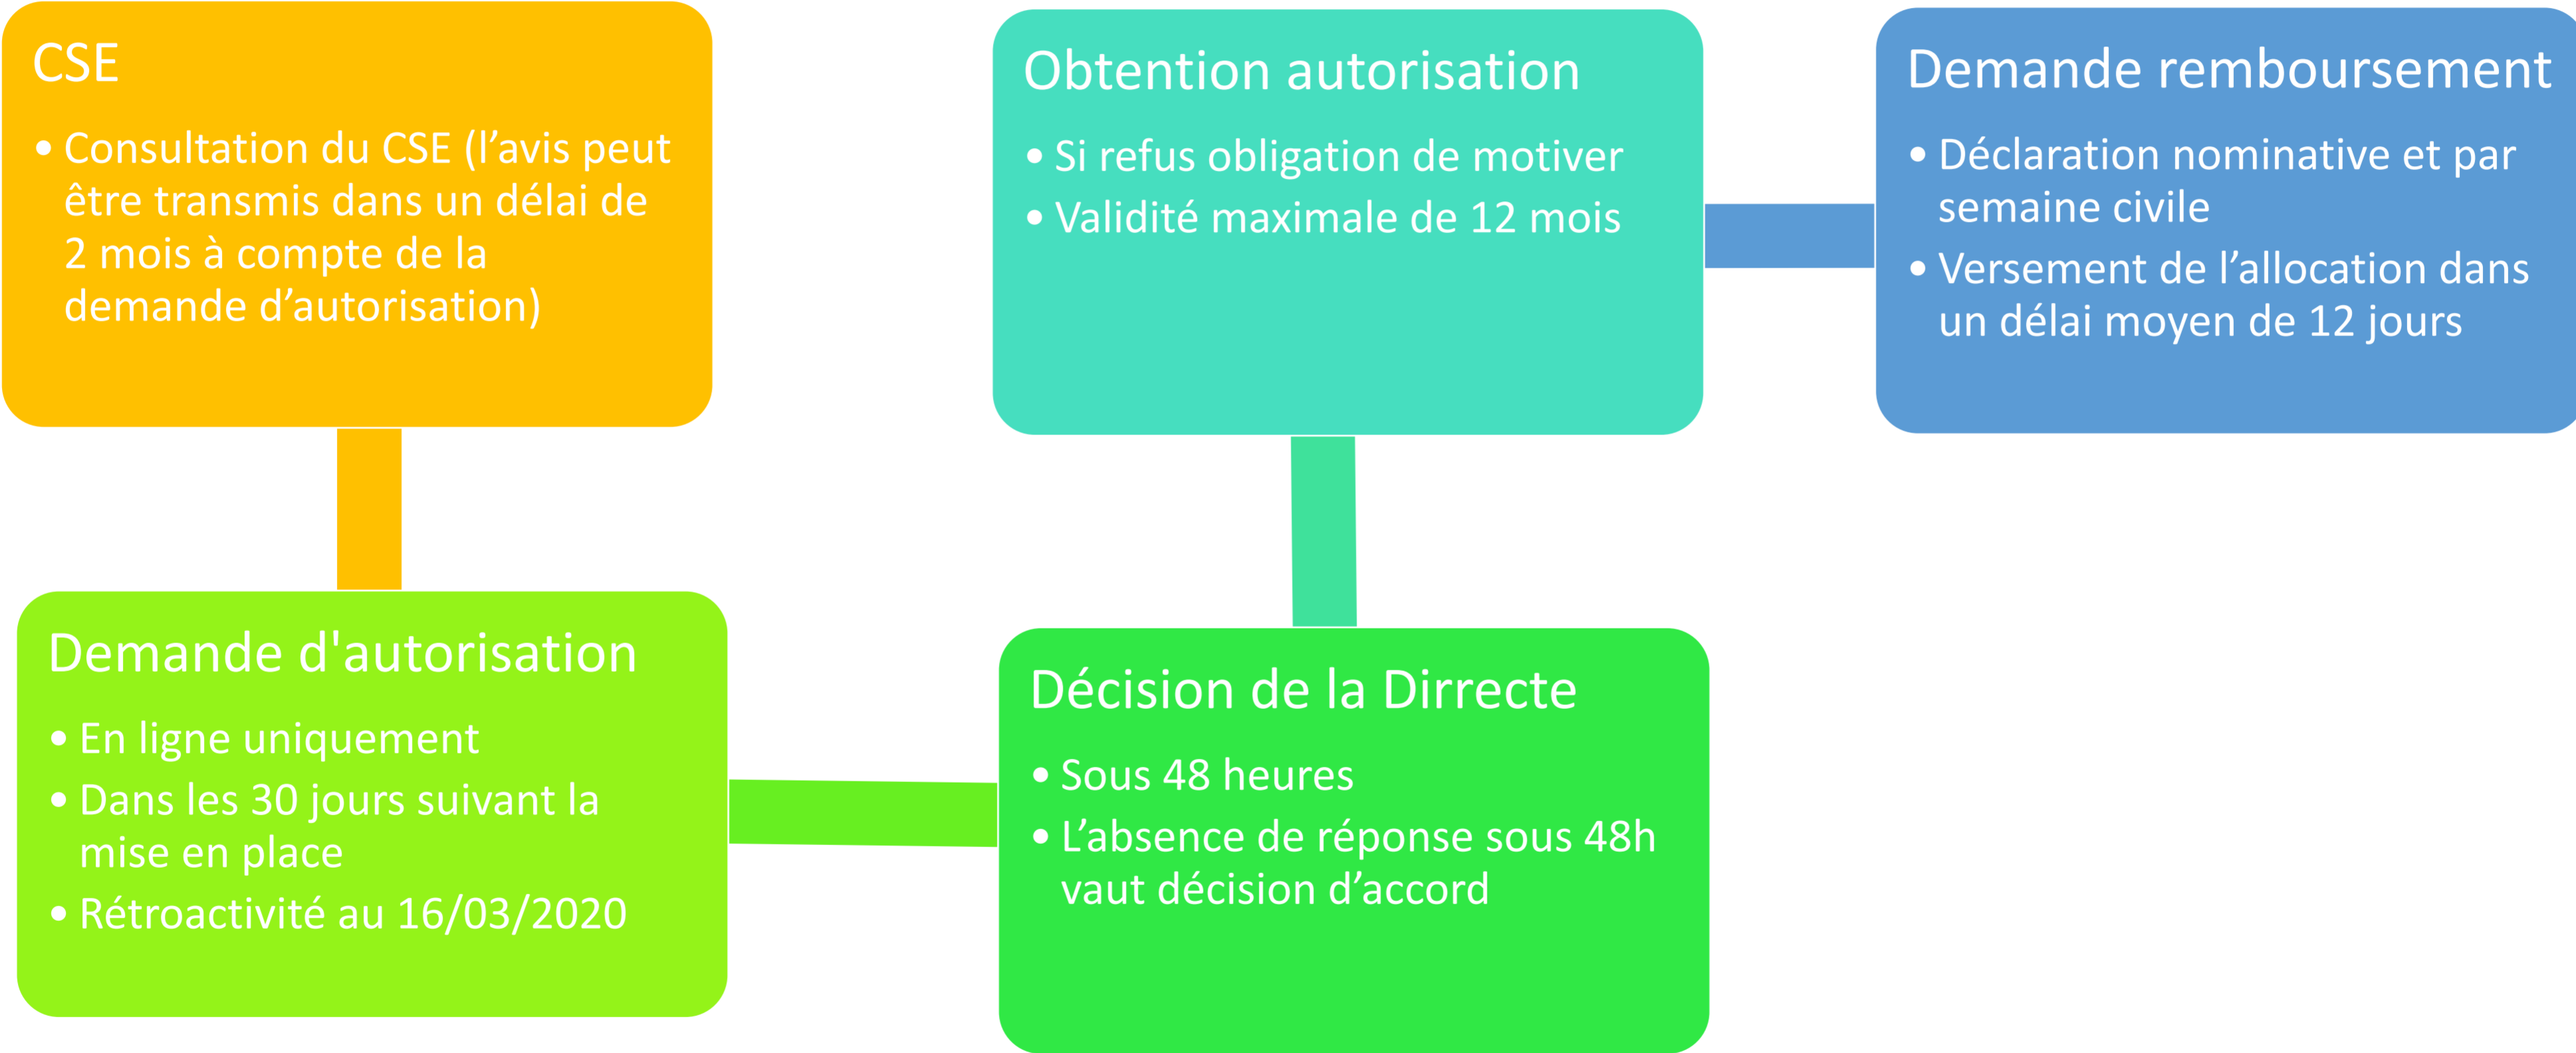 CSE
• Consultation du CSE (l’avis peut
être transmis dans un délai de
2 mois à compte de la
demande d’autorisation)
Demande d'autorisation
• En ligne uniquement
• Dans les 30 jours suivant la
mise en place
• Rétroactivité au 16/03/2020
Décision de la Dirrecte
• Sous 48 heures
• L’absence de réponse sous 48h
vaut décision d’accord
Obtention autorisation
• Si refus obligation de motiver
• Validité maximale de 12 mois
Demande remboursement
• Déclaration nominative et par
semaine civile
• Versement de l’allocation dans
un délai moyen de 12 jours